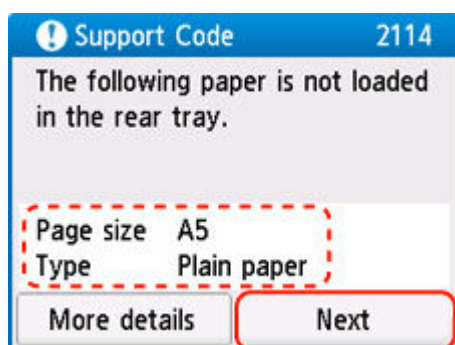 Support Code 2114
The following paper is not loaded
in the rear tray.
Page size A5
Type Plain paper
More details Next